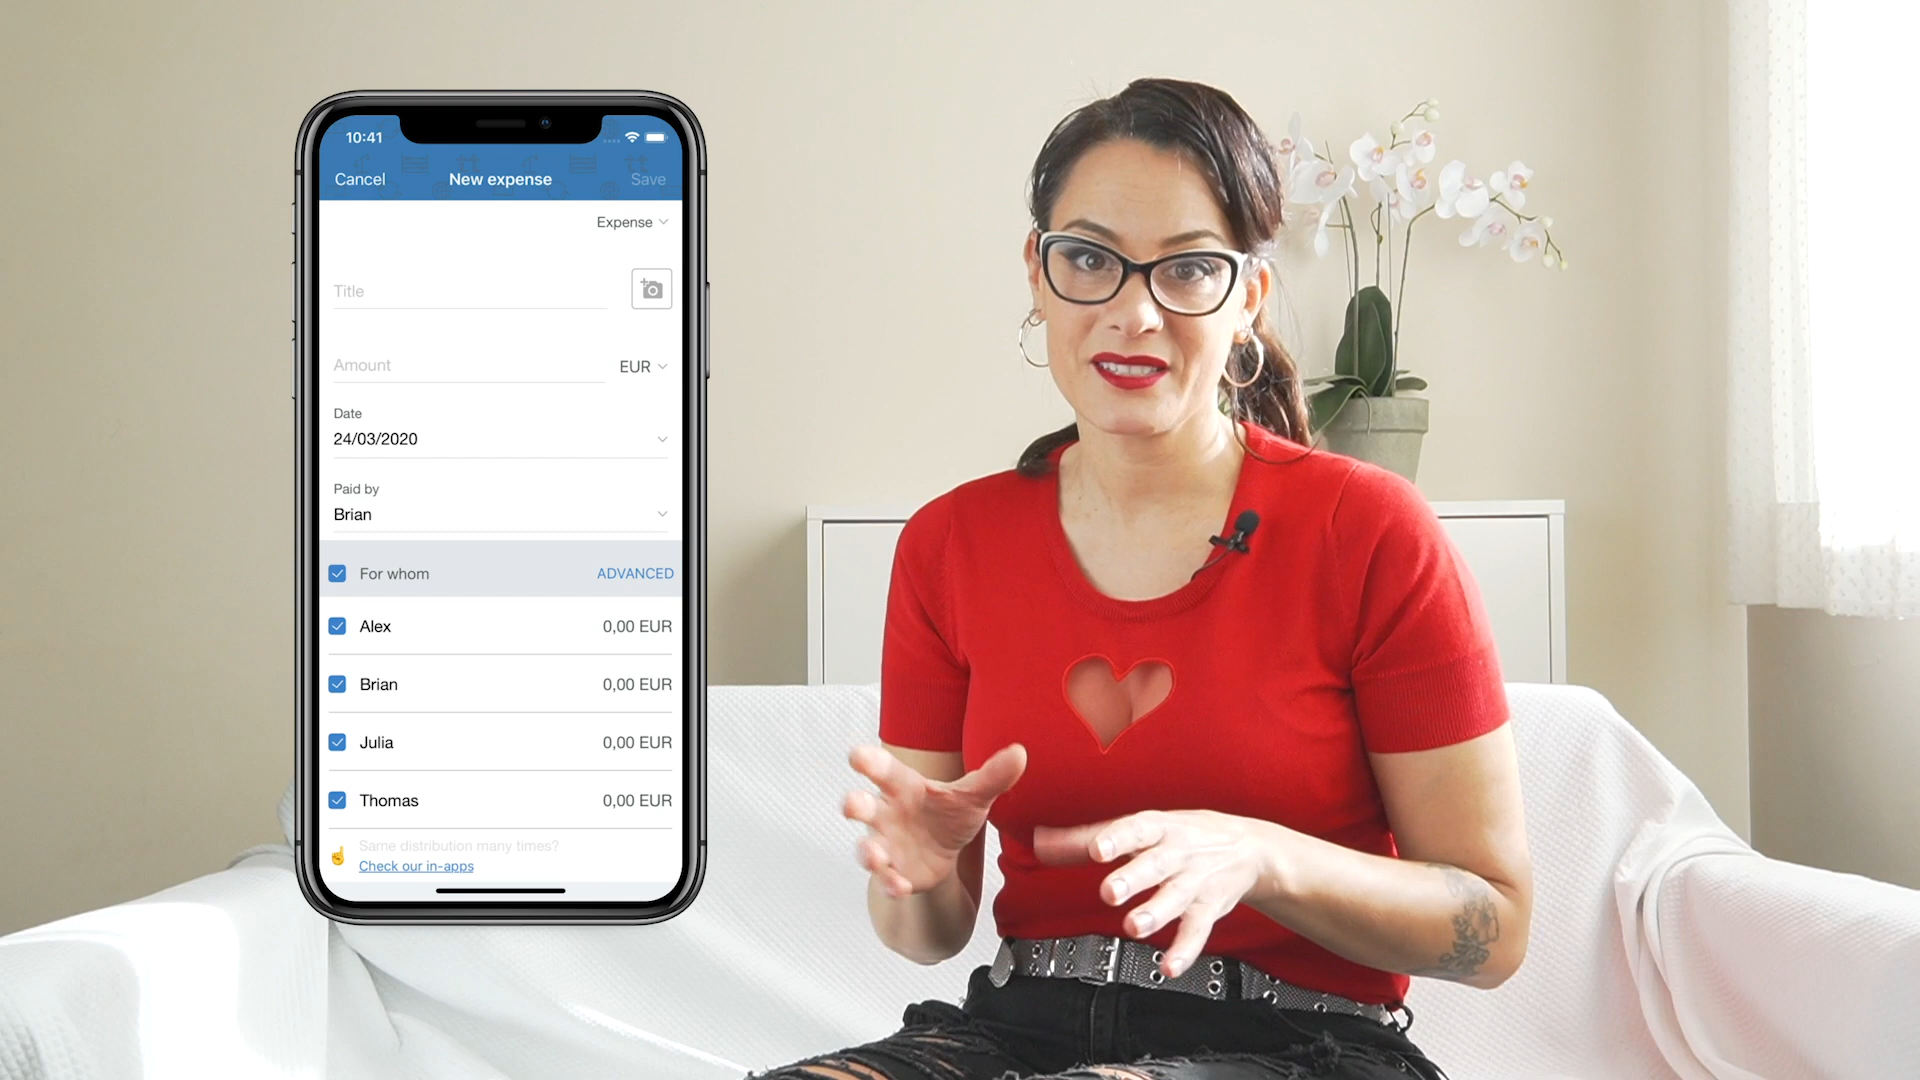 10:41
Cancel New expense Save
Expense
Title
Amount EUR
Date
24/03/2020
Paid by
Brian
For whom ADVANCED
Alex 0,00 EUR
Brian 0,00 EUR
Julia 0,00 EUR
Thomas 0,00 EUR
Same distribution many times?
Check our in-apps